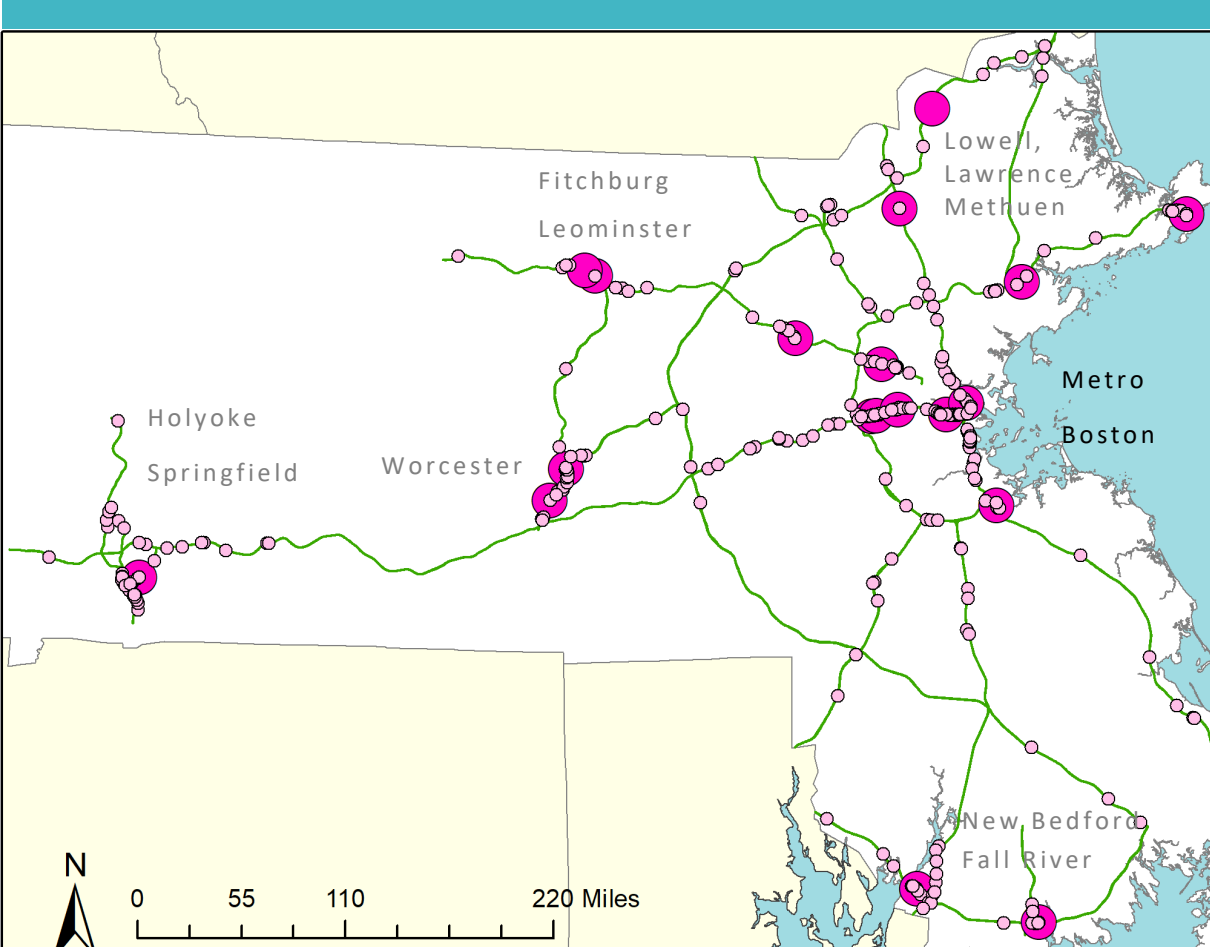 Fitchburg
Leominster
Lowell,
Lawrence
Methuen
Metro
Boston
Holyoke
Springfield
Worcester
New Bedford
Fall River
N
0 55 110 220 Miles